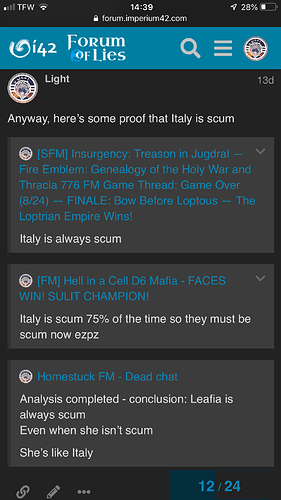 TFW
14:39
28%
forum.imperium42.com
i42 FORUM
OF LIES
Light
13d
Anyway, here's some proof that Italy is scum
[SFM] Insurgency: Treason in Jugdral —
Fire Emblem: Genealogy of the Holy War and
Thracia 776 FM Game Thread: Game Over
(8/24) — FINALE: Bow Before Loptous — The
Loptrian Empire Wins!
Italy is always scum
[FM] Hell in a Cell D6 Mafia - FACES
WIN! SULIT CHAMPION!
Italy is scum 75% of the time so they must be
scum now ezpz
Homestuck FM - Dead chat
Analysis completed - conclusion: Leafia is
always scum
Even when she isn't scum
She's like Italy
12 / 24